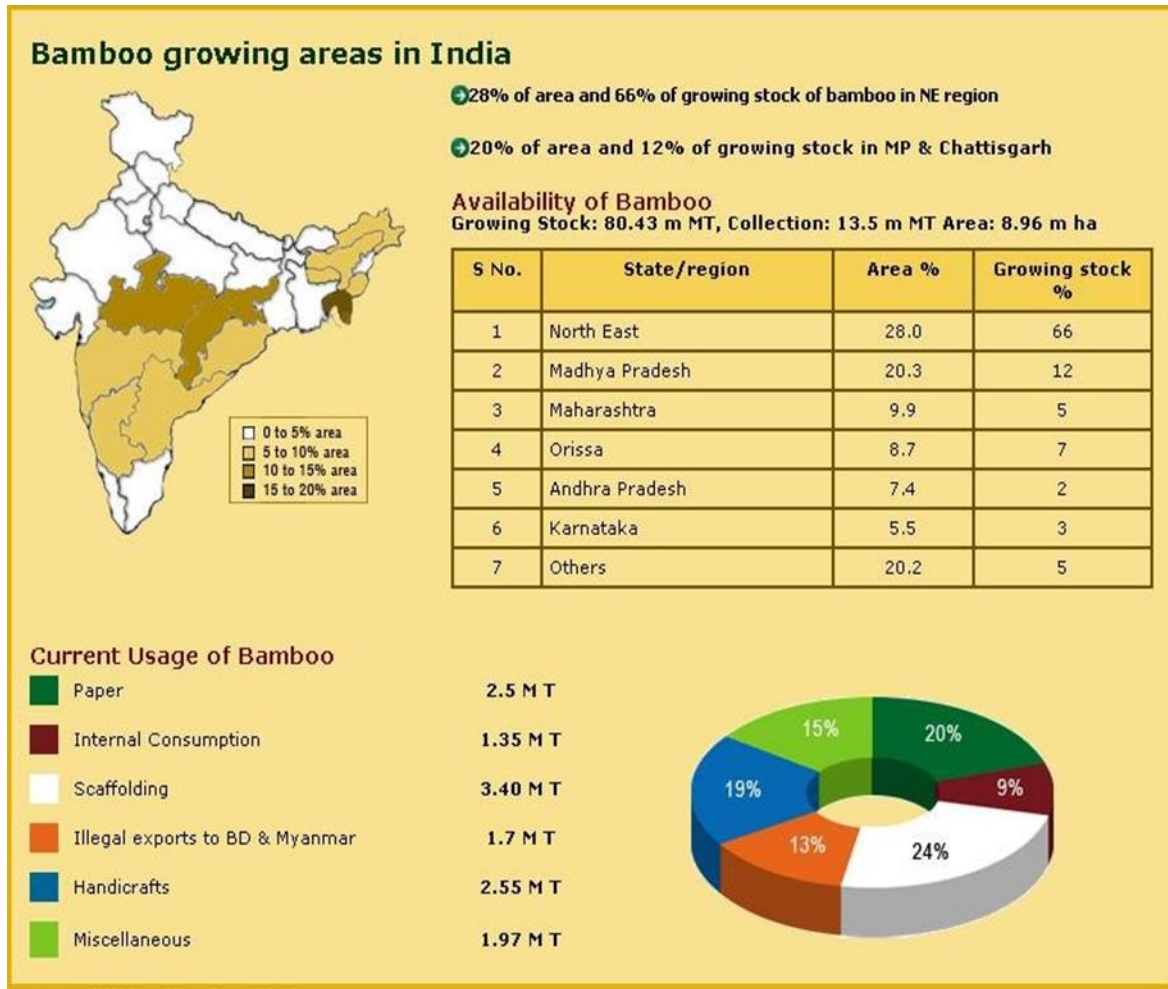 Bamboo growing areas in India
28% of area and 66% of growing stock of bamboo in NE region
20% of area and 12% of growing stock in MP & Chattisgarh
Availability of Bamboo
Growing Stock: 80.43 m MT, Collection: 13.5 m MT Area: 8.96 m ha
S No. State/region Area % Growing stock %
1 North East 28.0 66
2 Madhya Pradesh 20.3 12
3 Maharashtra 9.9 5
4 Orissa 8.7 7
5 Andhra Pradesh 7.4 2
6 Karnataka 5.5 3
7 Others 20.2 5
0 to 5% area
5 to 10% area
10 to 15% area
15 to 20% area
Current Usage of Bamboo
Paper 2.5 M T
Internal Consumption 1.35 M T
Scaffolding 3.40 M T
Illegal exports to BD & Myanmar 1.7 M T
Handicrafts 2.55 M T
Miscellaneous 1.97 M T
15%
20%
19%
9%
13%
24%